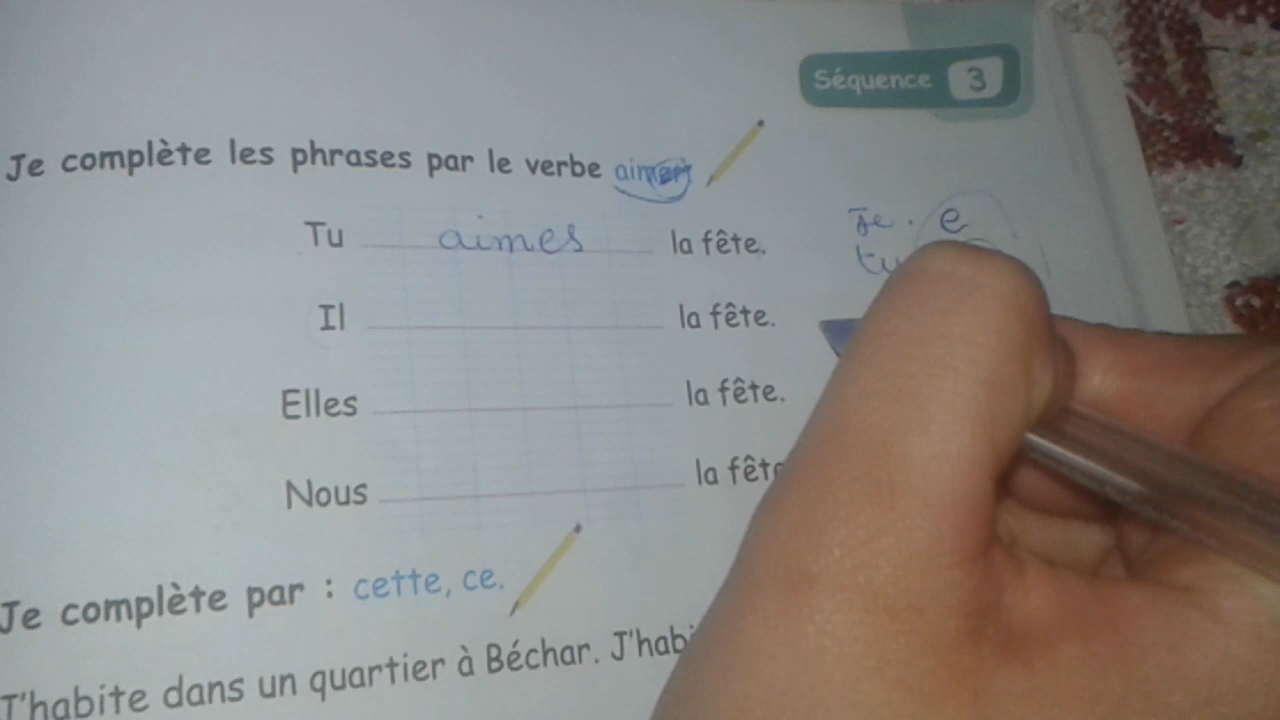 Séquence 3
Je complète les phrases par le verbe aimer
Tu aimes la fête.
Je . e
tu
Il la fête.
Elles la fête.
Nous la
Je complète par : cette, ce.
J'habite dans un quartier à Béchar.